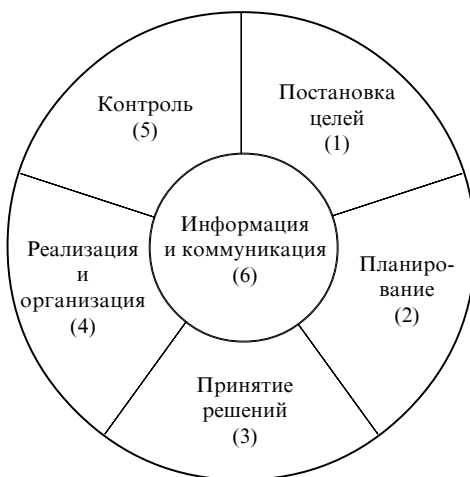 Постановка
целей
(1)
Планиро-
вание
(2)
Принятие
решений
(3)
Реализация
и
организация
(4)
Контроль
(5)
Информация
и коммуникация
(6)